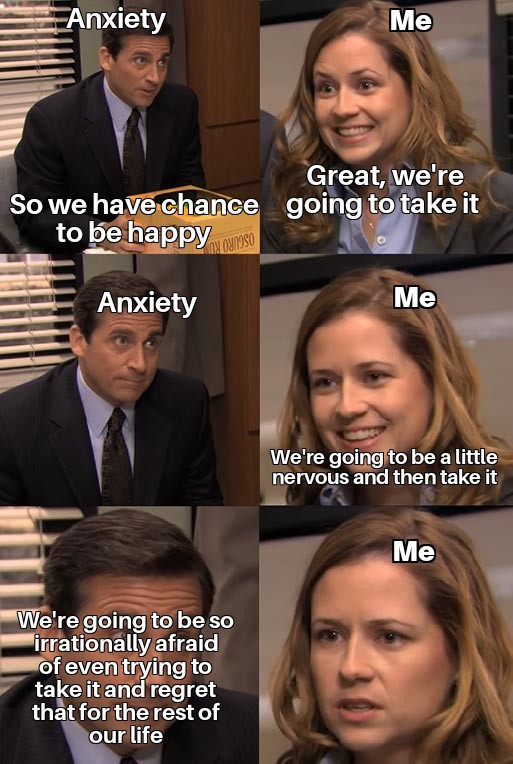 Anxiety
Me
So we have chance
to be happy
Great, we're
going to take it
Anxiety
Me
We're going to be a little
nervous and then take it
Me
We're going to be so
irrationally afraid
of even trying to
take it and regret
that for the rest of
our life